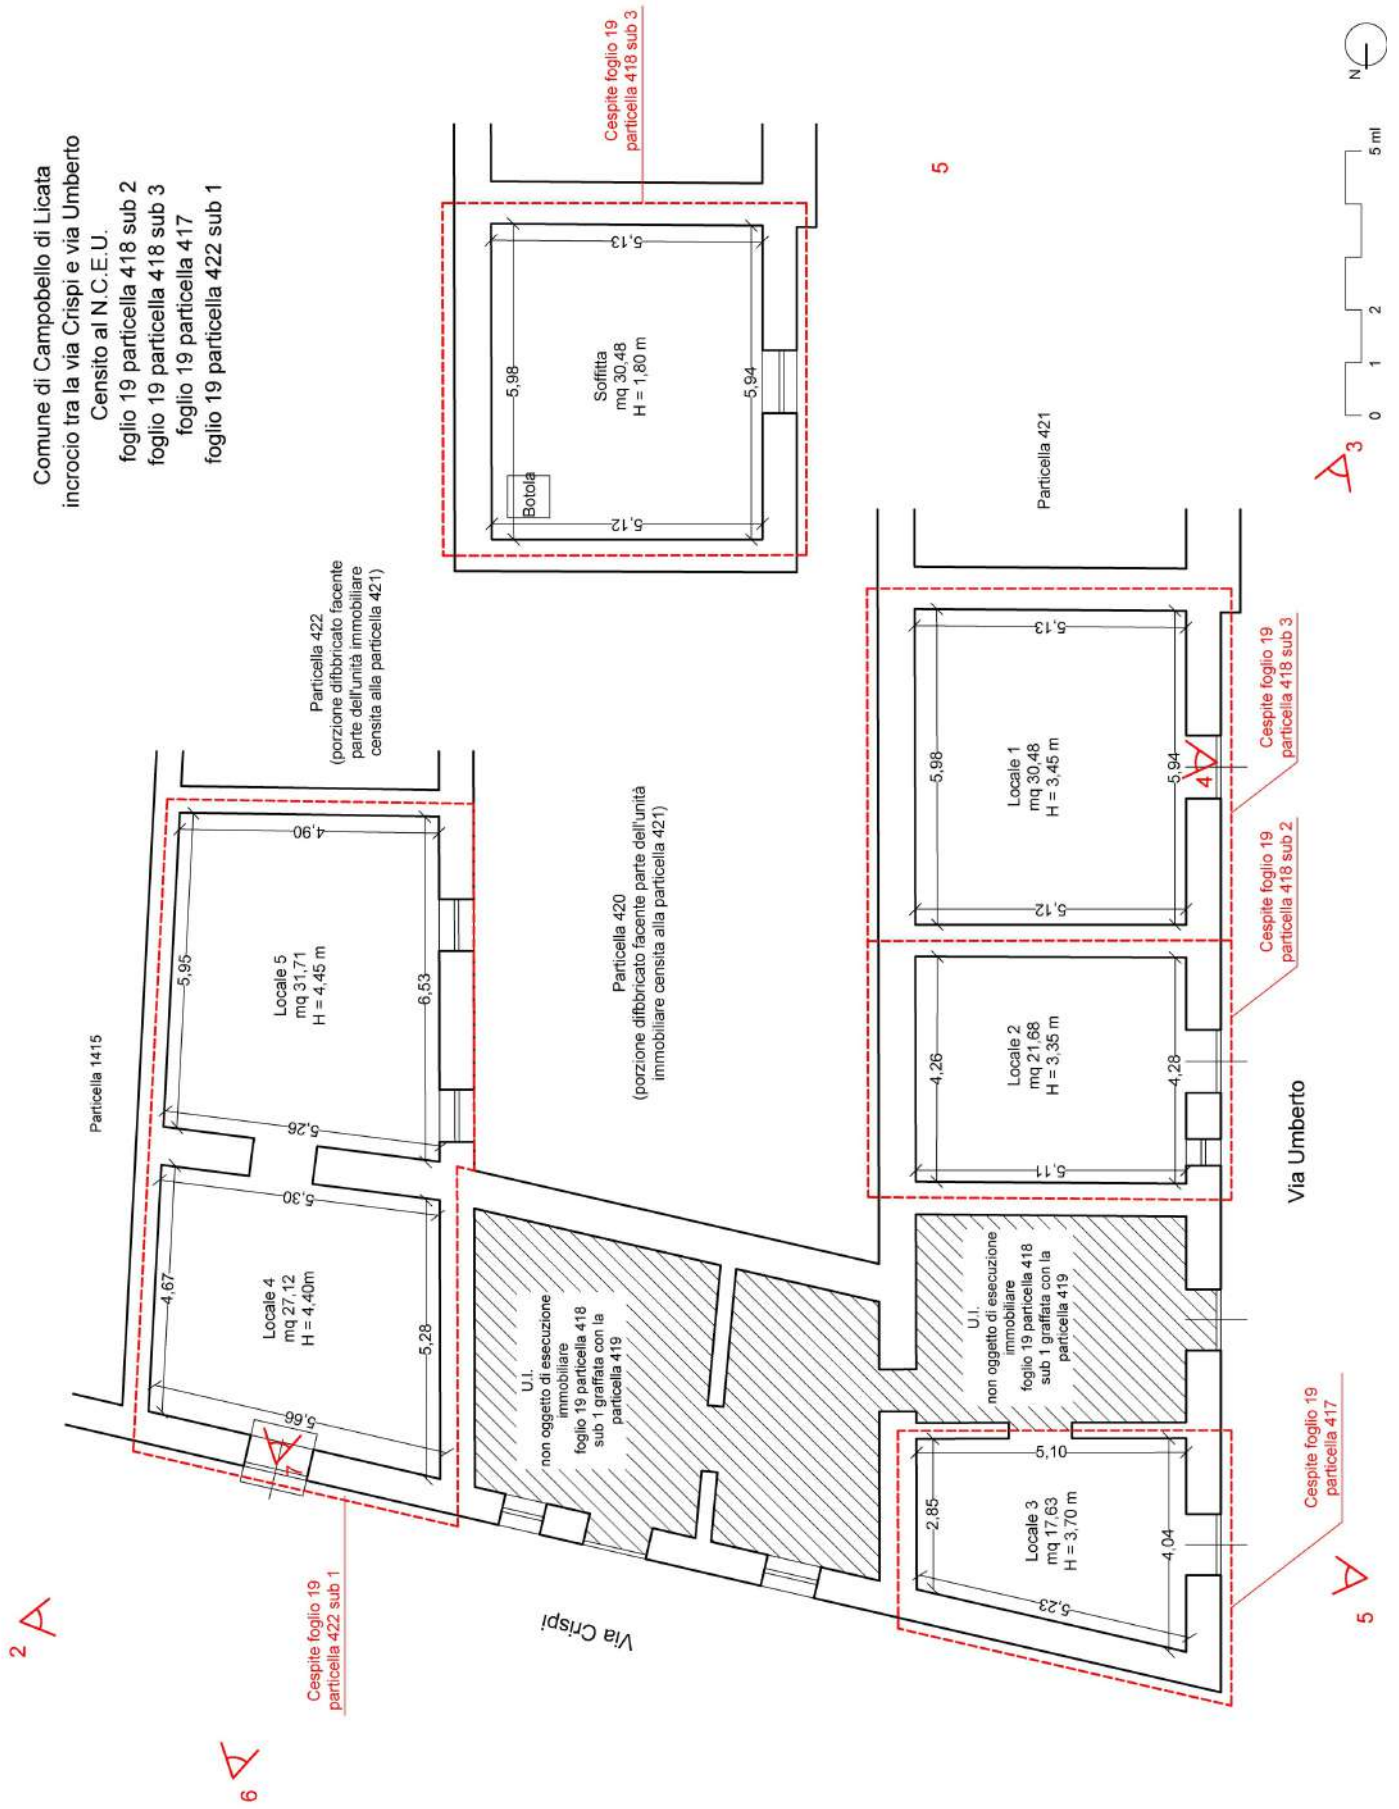 Comune di Campobello di Licata
incrocio tra la via Crispi e via Umberto
Censito al N.C.E.U.
foglio 19 particella 418 sub 2
foglio 19 particella 418 sub 3
foglio 19 particella 417
foglio 19 particella 422 sub 1
Cespite foglio 19
particella 418 sub 3
5,98
5,13
5,12
5,94
Botola
Soffitta
mq 30,48
H = 1,80 m
5
Particella 1415
Particella 422
(porzione difbbricato facente
parte dell'unità immobiliare
censita alla particella 421)
5,95
4,90
5,26
6,53
Locale 5
mq 31,71
H = 4,45 m
4,67
5,30
5,66
5,28
Locale 4
mq 27,12
H = 4,40m
7
2
6
Cespite foglio 19
particella 422 sub 1
Via Crispi
U.I.
non oggetto di esecuzione
immobiliare
foglio 19 particella 418
sub 1 graffata con la
particella 419
Particella 420
(porzione difbbricato facente parte dell'unità
immobiliare censita alla particella 421)
Particella 421
5,98
5,13
5,12
5,94
Locale 1
mq 30,48
H = 3,45 m
4
4,26
5,11
4,28
Locale 2
mq 21,68
H = 3,35 m
U.I.
non oggetto di esecuzione
immobiliare
foglio 19 particella 418
sub 1 graffata con la
particella 419
2,85
5,10
5,23
4,04
Locale 3
mq 17,63
H = 3,70 m
Cespite foglio 19
particella 418 sub 3
Cespite foglio 19
particella 418 sub 2
Cespite foglio 19
particella 417
Via Umberto
5
3
0 1 2 5 ml
N